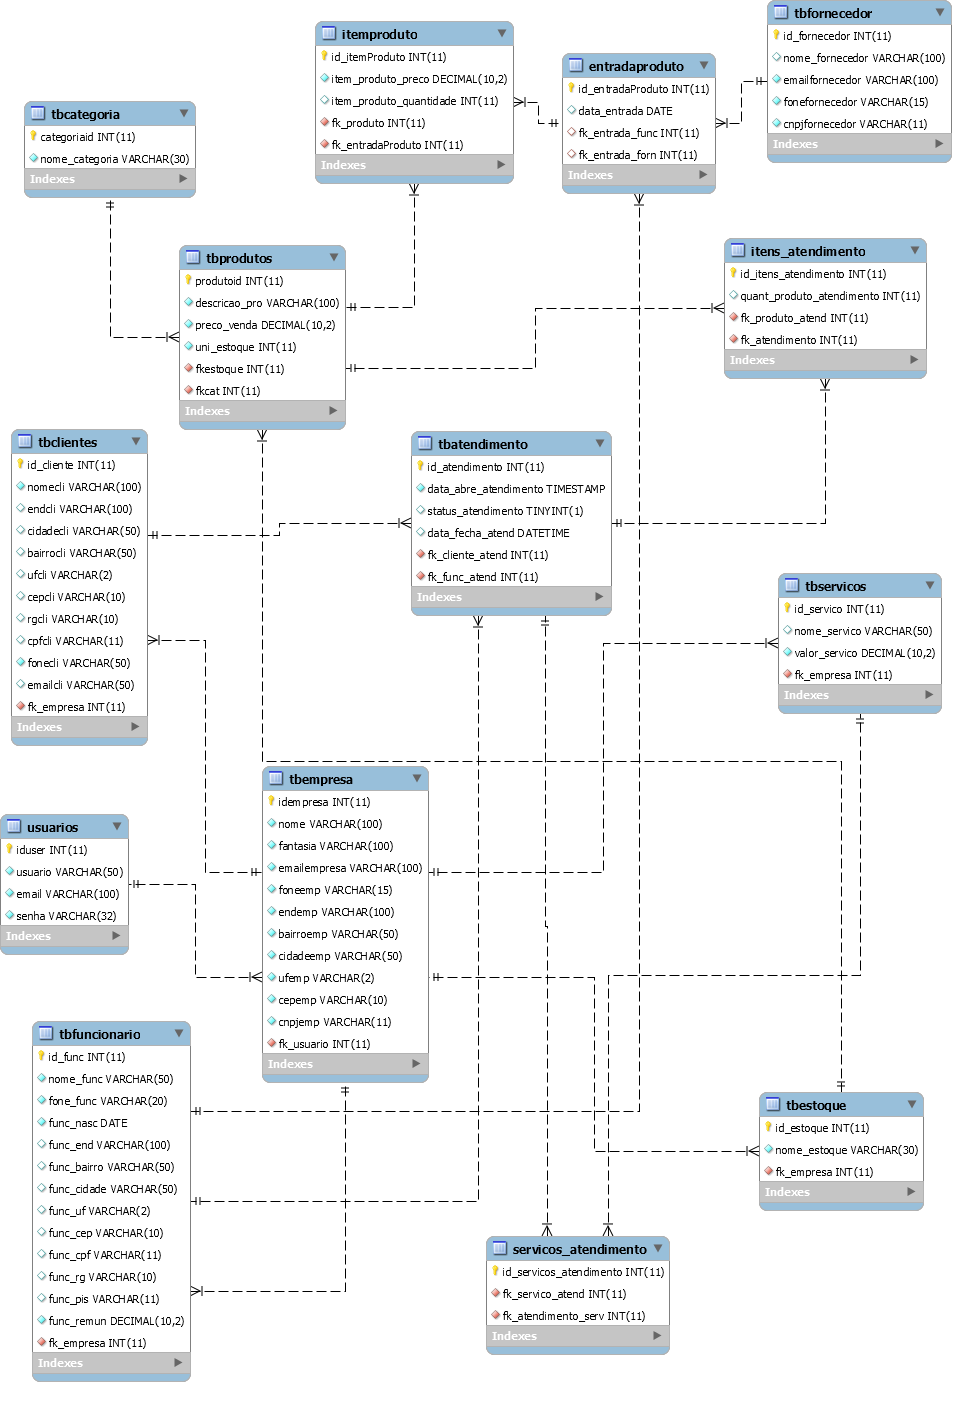 itemproduto
id_itemProduto INT(11)
item_produto_preco DECIMAL(10,2)
item_produto_quantidade INT(11)
fk_produto INT(11)
fk_entradaProduto INT(11)
Indexes
entradaproduto
id_entradaProduto INT(11)
data_entrada DATE
fk_entrada_func INT(11)
fk_entrada_forn INT(11)
Indexes
tbfornecedor
id_fornecedor INT(11)
nome_fornecedor VARCHAR(100)
emailfornecedor VARCHAR(100)
fonefornecedor VARCHAR(15)
cnpjfornecedor VARCHAR(11)
Indexes
tbcategoria
categoriaid INT(11)
nome_categoria VARCHAR(30)
Indexes
tbprodutos
produtoid INT(11)
descricao_pro VARCHAR(100)
preco_venda DECIMAL(10,2)
uni_estoque INT(11)
fkestoque INT(11)
fkcat INT(11)
Indexes
itens_atendimento
id_itens_atendimento INT(11)
quant_produto_atendimento INT(11)
fk_produto_atend INT(11)
fk_atendimento INT(11)
Indexes
tbclientes
id_cliente INT(11)
nomecli VARCHAR(100)
endcli VARCHAR(100)
cidadecli VARCHAR(50)
bairrocli VARCHAR(50)
ufcli VARCHAR(2)
cepcli VARCHAR(10)
rgcli VARCHAR(10)
cpfcli VARCHAR(11)
fonecli VARCHAR(50)
emailcli VARCHAR(50)
fk_empresa INT(11)
Indexes
tbatendimento
id_atendimento INT(11)
data_abre_atendimento TIMESTAMP
status_atendimento TINYINT(1)
data_fecha_atend DATETIME
fk_cliente_atend INT(11)
fk_func_atend INT(11)
Indexes
tbservicos
id_servico INT(11)
nome_servico VARCHAR(50)
valor_servico DECIMAL(10,2)
fk_empresa INT(11)
Indexes
usuarios
iduser INT(11)
usuario VARCHAR(50)
email VARCHAR(100)
senha VARCHAR(32)
Indexes
tbempresa
idempresa INT(11)
nome VARCHAR(100)
fantasia VARCHAR(100)
emailempresa VARCHAR(100)
foneemp VARCHAR(15)
endemp VARCHAR(100)
bairroemp VARCHAR(50)
cidadeemp VARCHAR(50)
ufemp VARCHAR(2)
cepemp VARCHAR(10)
cnpjemp VARCHAR(11)
fk_usuario INT(11)
Indexes
tbfuncionario
id_func INT(11)
nome_func VARCHAR(50)
fone_func VARCHAR(20)
func_nasc DATE
func_end VARCHAR(100)
func_bairro VARCHAR(50)
func_cidade VARCHAR(50)
func_uf VARCHAR(2)
func_cep VARCHAR(10)
func_cpf VARCHAR(11)
func_rg VARCHAR(10)
func_pis VARCHAR(11)
func_remun DECIMAL(10,2)
fk_empresa INT(11)
Indexes
tbestoque
id_estoque INT(11)
nome_estoque VARCHAR(30)
fk_empresa INT(11)
Indexes
servicos_atendimento
id_servicos_atendimento INT(11)
fk_servico_atend INT(11)
fk_atendimento_serv INT(11)
Indexes